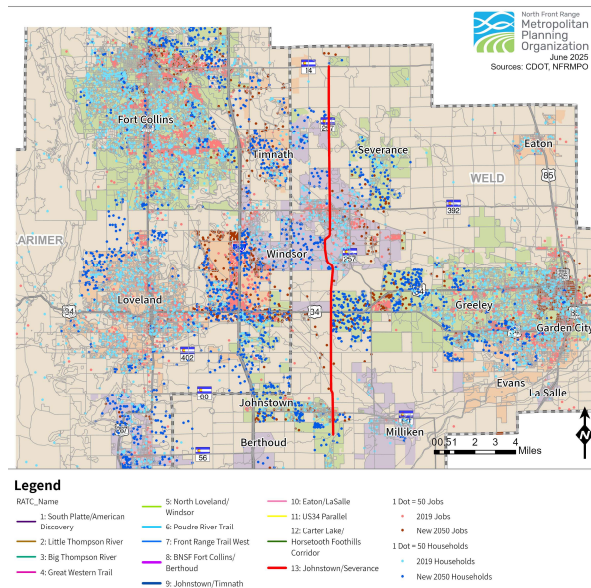 North Front Range
Metropolitan
Planning
Organization
June 2025
Sources: CDOT, NFRMPO
14
257
Fort Collins
Timnath
Severance
Eaton
85
WELD
392
LARIMER
Windsor
257
34
Loveland
34
Greeley
Garden City
402
Evans
La Salle
60
Johnstown
Milliken
Berthoud
56
0 0.5 1 2 3 4
Miles
N
Legend
RATC_Name
1: South Platte/American
Discovery
2: Little Thompson River
3: Big Thompson River
4: Great Western Trail
5: North Loveland/
Windsor
6: Poudre River Trail
7: Front Range Trail West
8: BNSF Fort Collins/
Berthoud
9: Johnstown/Timnath
10: Eaton/LaSalle
11: US34 Parallel
12: Carter Lake/
Horsetooth Foothills
Corridor
13: Johnstown/Severance
1 Dot = 50 Jobs
2019 Jobs
New 2050 Jobs
1 Dot = 50 Households
2019 Households
New 2050 Households